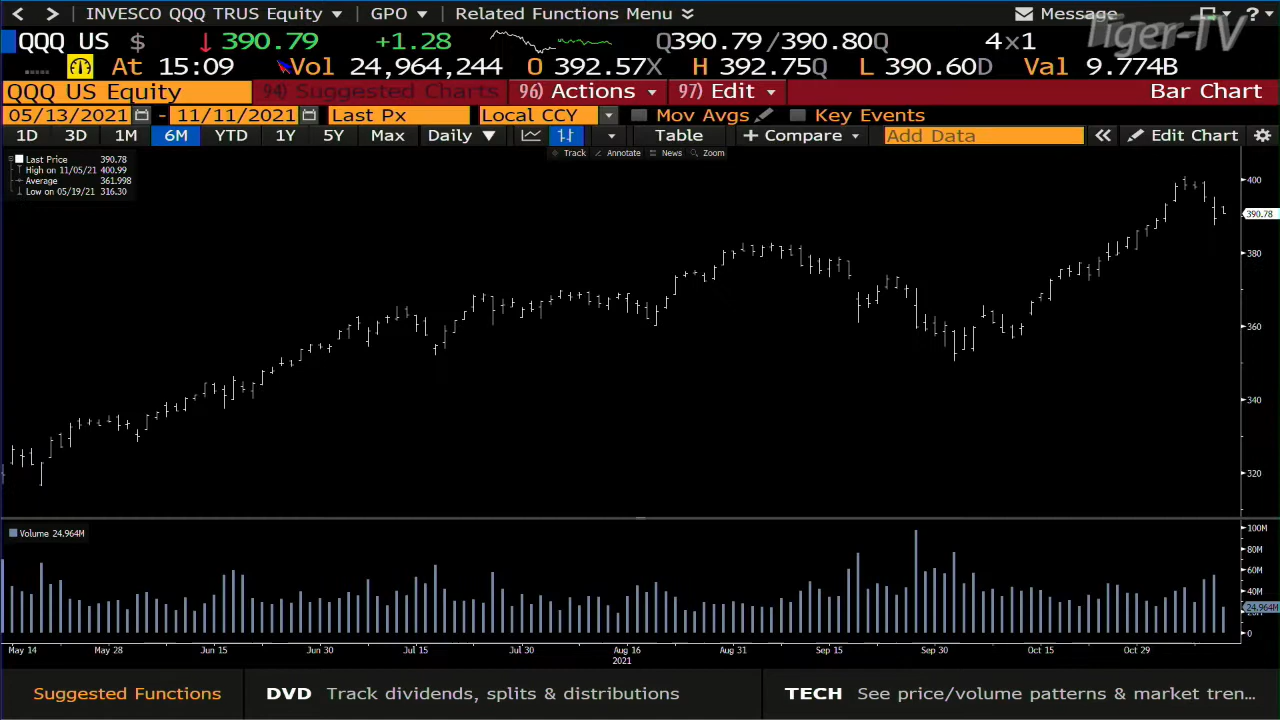 INVESCO QQQ TRUS Equity GPO Related Functions Menu Message ?
Tiger-TV
QQQ US $ 390.79 +1.28 Q390.79/390.80Q 4x1
At 15:09 Vol 24,964,244 O 392.57X H 392.75Q L 390.60D Val 9.774B
QQQ US Equity 94) Suggested Charts 96) Actions 97) Edit Bar Chart
05/13/2021 - 11/11/2021 Last Px Local CCY Mov Avgs Key Events
1D 3D 1M 6M YTD 1Y 5Y Max Daily Table + Compare Add Data Edit Chart
Track Annotate News Zoom
Last Price 390.78
High on 11/05/21 400.99
Average 361.998
Low on 05/19/21 316.30
400
390.78
380
360
340
320
Volume 24.964M
100M
80M
60M
40M
24.964M
0
May 14 May 28 Jun 15 Jun 30 Jul 15 Jul 30 Aug 16 Aug 31 Sep 15 Sep 30 Oct 15 Oct 29
2021
Suggested Functions DVD Track dividends, splits & distributions TECH See price/volume patterns & market tren...